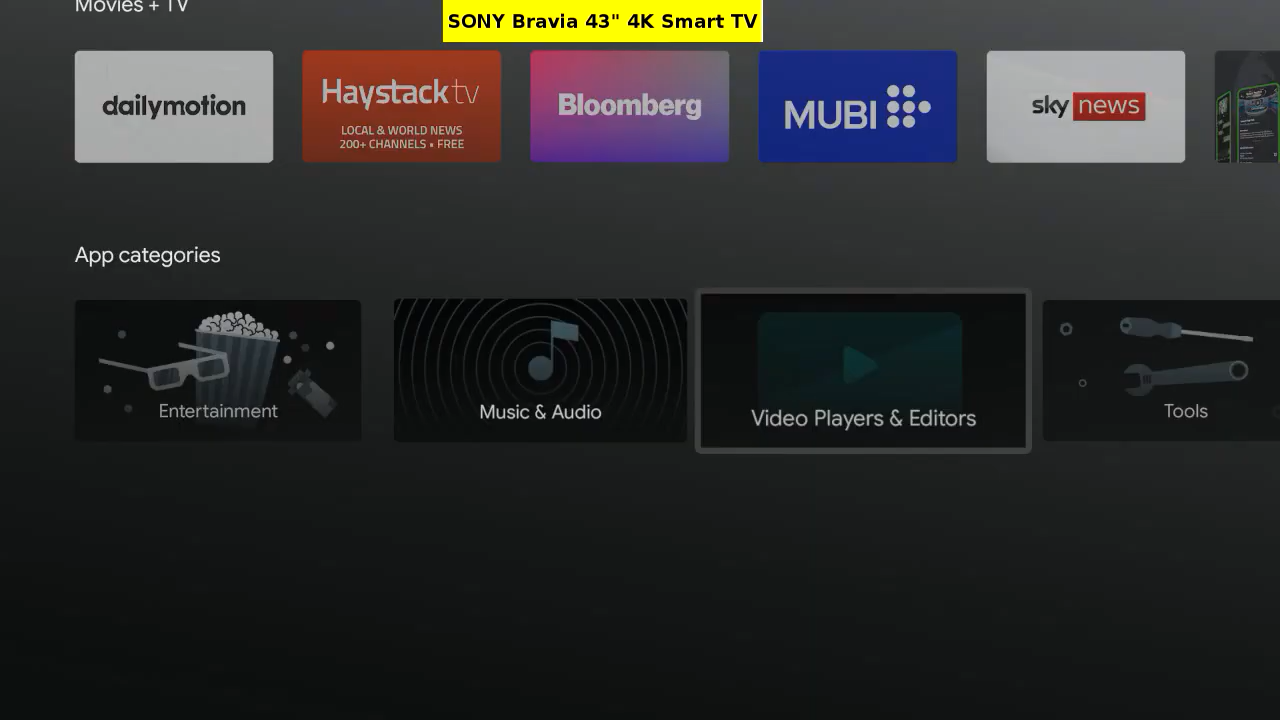 Movies + TV
SONY Bravia 43" 4K Smart TV
dailymotion
Haystack tv
LOCAL & WORLD NEWS
200+ CHANNELS • FREE
Bloomberg
MUBI
sky news
App categories
Entertainment
Music & Audio
Video Players & Editors
Tools